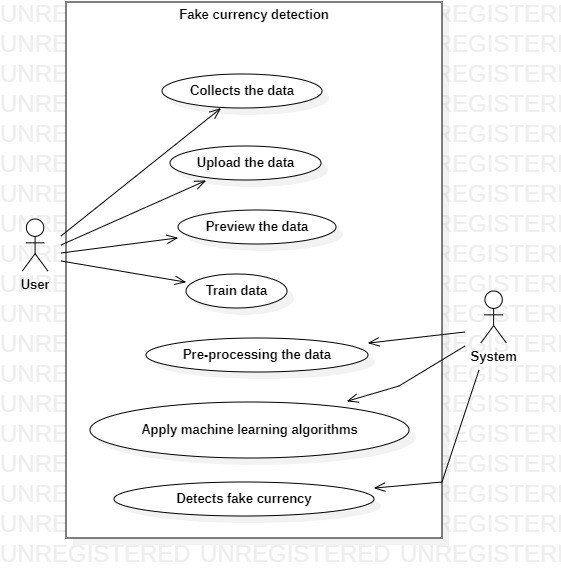 Fake currency detection
Collects the data
Upload the data
Preview the data
User
Train data
Pre-processing the data
System
Apply machine learning algorithms
Detects fake currency
UNREGISTERED UNREGISTERED UNREGISTERED